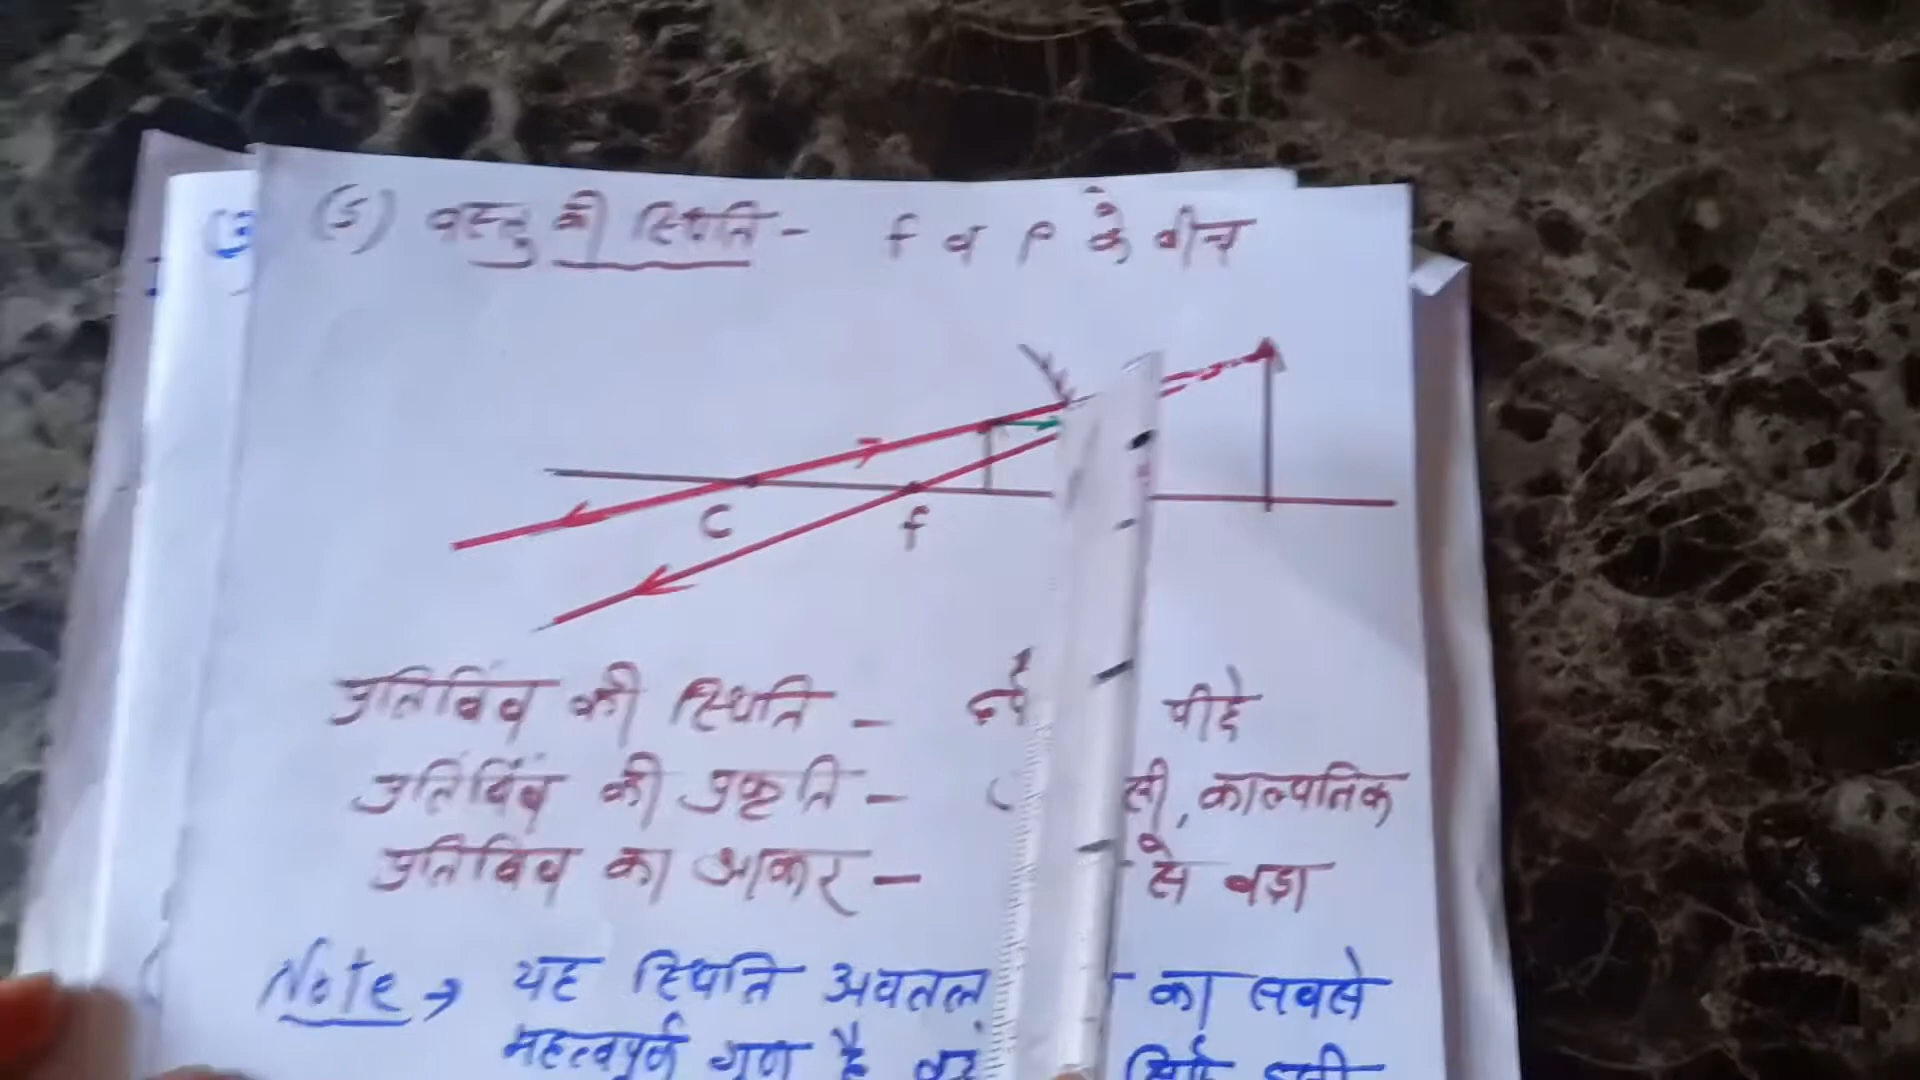 (5) वस्तु की स्थिति - f व P के बीच
C
f
प्रतिबिंब की स्थिति - पीछे
प्रतिबिंब की प्रकृति - काल्पनिक
प्रतिबिंब का आकार - से बड़ा
Note → यह स्थिति अवतल का सबसे
महत्वपूर्ण गुण है